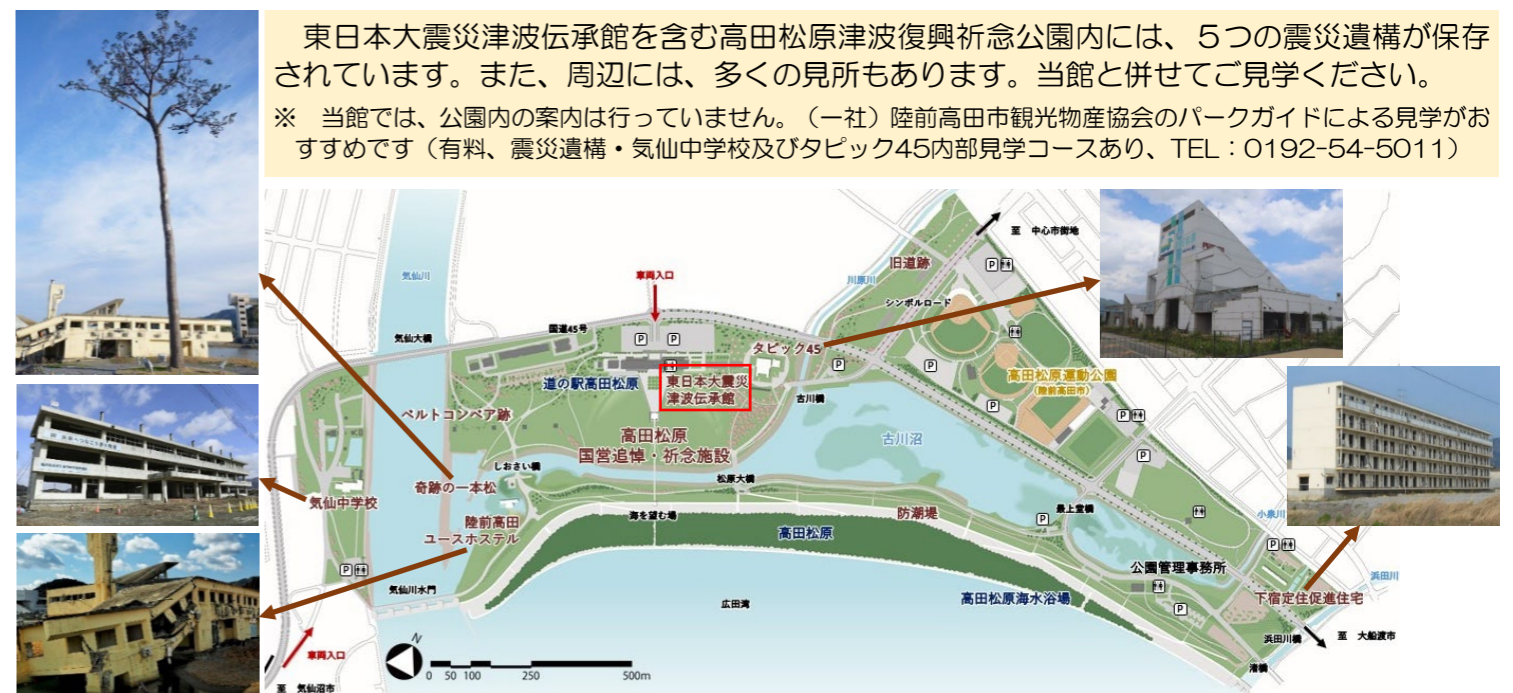 東日本大震災津波伝承館を含む高田松原津波復興祈念公園内には、5つの震災遺構が保存
されています。また、周辺には、多くの見所もあります。当館と併せてご見学ください。
※　当館では、公園内の案内は行っていません。（一社）陸前高田市観光物産協会のパークガイドによる見学がお
すすめです（有料、震災遺構・気仙中学校及びタピック45内部見学コースあり、TEL：0192-54-5011）
至　中心市街地
旧道跡
P
川原川
気仙川
車両入口
シンボルロード
国道45号
気仙大橋
P
P
タピック45
P
P
高田松原運動公園
（陸前高田市）
道の駅高田松原
東日本大震災
津波伝承館
古川橋
P
P
ベルトコンベア跡
高田松原
国営追悼・祈念施設
古川沼
P
しおさい橋
松原大橋
奇跡の一本松
気仙中学校
最上堂橋
小泉川
陸前高田
ユースホステル
海を望む場
防潮堤
P
高田松原
P
P
公園管理事務所
浜田川
気仙川水門
広田湾
高田松原海水浴場
P
下宿定住促進住宅
浜田川橋
至　大船渡市
渚橋
N
車両入口
0 50 100 250 500m
至　気仙沼市